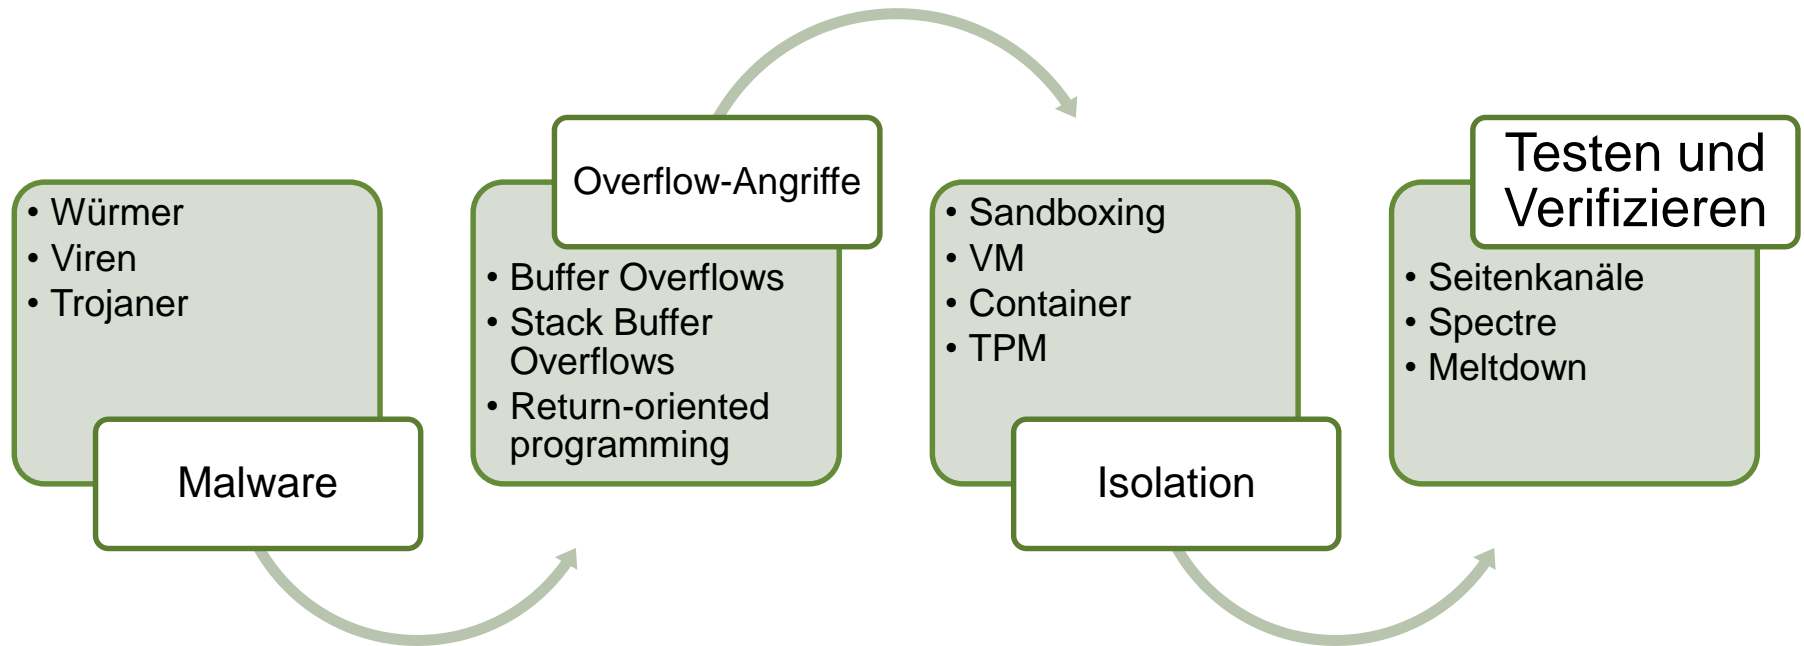 • Würmer
• Viren
• Trojaner
Malware
Overflow-Angriffe
• Buffer Overflows
• Stack Buffer
Overflows
• Return-oriented
programming
• Sandboxing
• VM
• Container
• TPM
Isolation
Testen und
Verifizieren
• Seitenkanäle
• Spectre
• Meltdown